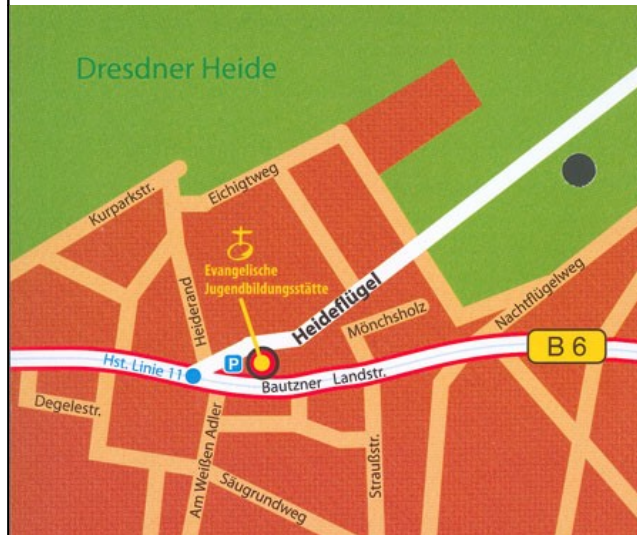 Dresdner Heide
Kurparkstr.
Eichigtweg
Evangelische
Jugendbildungsstätte
Heiderand
Heideflügel
Mönchsholz
Nachtflügelweg
Hst. Linie 11
P
Bautzner Landstr.
B 6
Degelestr.
Am Weißen Adler
Säugrundweg
Straußstr.